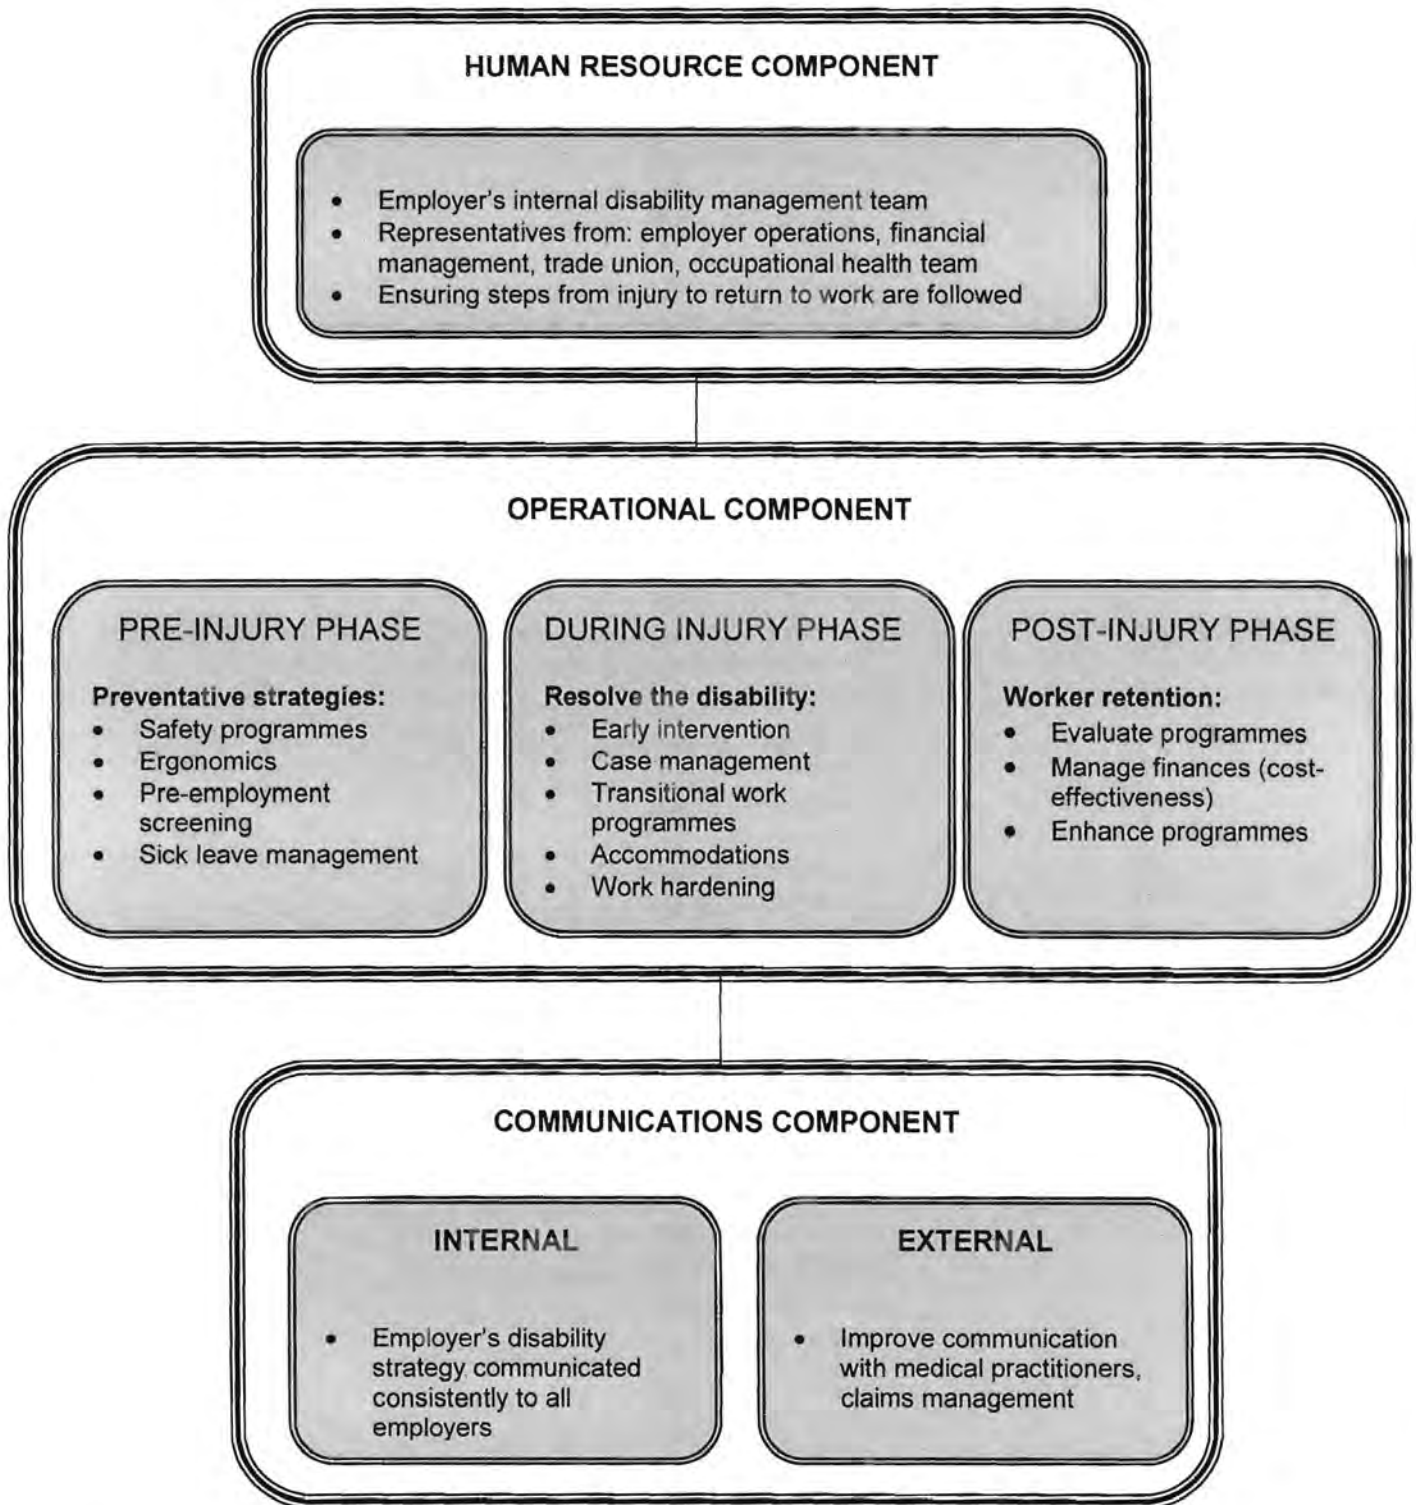 HUMAN RESOURCE COMPONENT
• Employer's internal disability management team
• Representatives from: employer operations, financial
management, trade union, occupational health team
• Ensuring steps from injury to return to work are followed
OPERATIONAL COMPONENT
PRE-INJURY PHASE
Preventative strategies:
• Safety programmes
• Ergonomics
• Pre-employment
screening
• Sick leave management
DURING INJURY PHASE
Resolve the disability:
• Early intervention
• Case management
• Transitional work
programmes
• Accommodations
• Work hardening
POST-INJURY PHASE
Worker retention:
• Evaluate programmes
• Manage finances (cost-
effectiveness)
• Enhance programmes
COMMUNICATIONS COMPONENT
INTERNAL
• Employer's disability
strategy communicated
consistently to all
employers
EXTERNAL
• Improve communication
with medical practitioners,
claims management